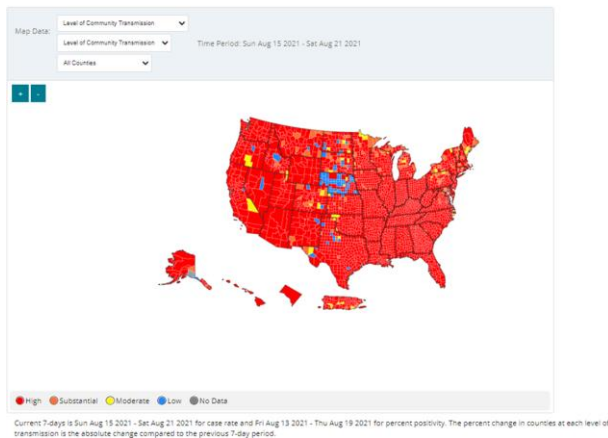 Map Data:
Level of Community Transmission
Level of Community Transmission
All Counties
Time Period: Sun Aug 15 2021 - Sat Aug 21 2021
+ -
High Substantial Moderate Low No Data
Current 7-days is Sun Aug 15 2021 - Sat Aug 21 2021 for case rate and Fri Aug 13 2021 - Thu Aug 19 2021 for percent positivity. The percent change in counties at each level of
transmission is the absolute change compared to the previous 7-day period.